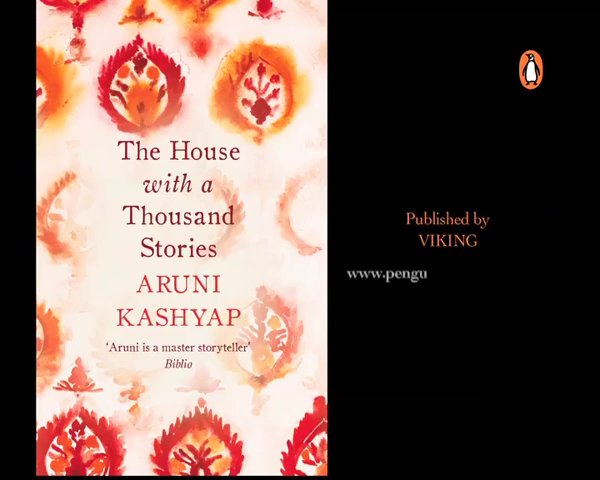 The House
with a
Thousand
Stories
ARUNI
KASHYAP
‘Aruni is a master storyteller’
Biblio
Published by
VIKING
www.pengu